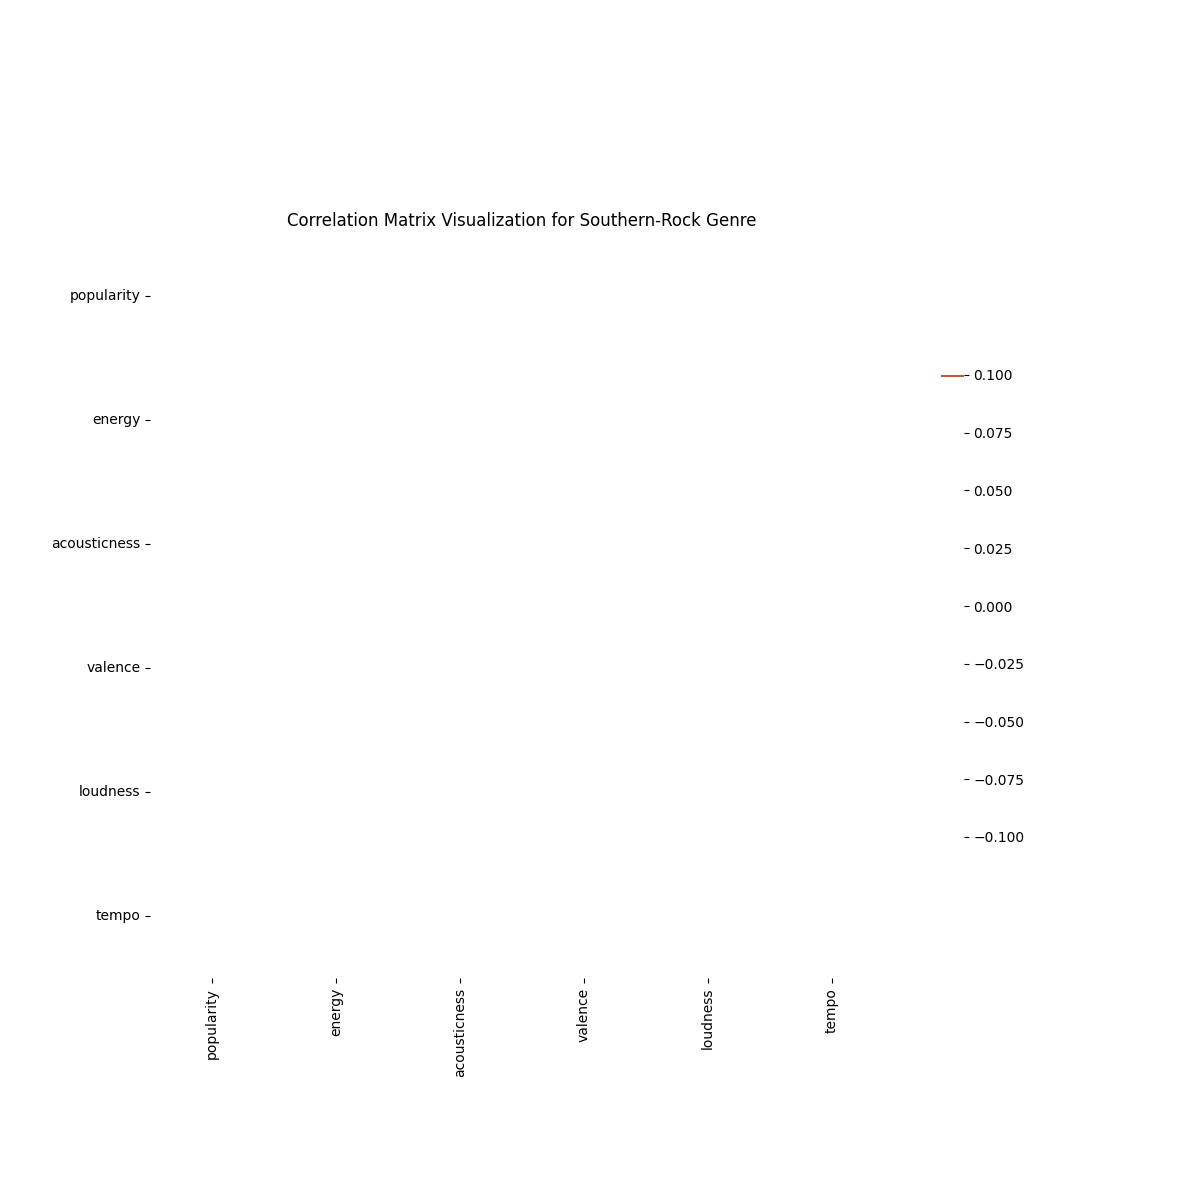 Correlation Matrix Visualization for Southern-Rock Genre
popularity
energy
acousticness
valence
loudness
tempo
0.100
0.075
0.050
0.025
0.000
−0.025
−0.050
−0.075
−0.100
popularity
energy
acousticness
valence
loudness
tempo